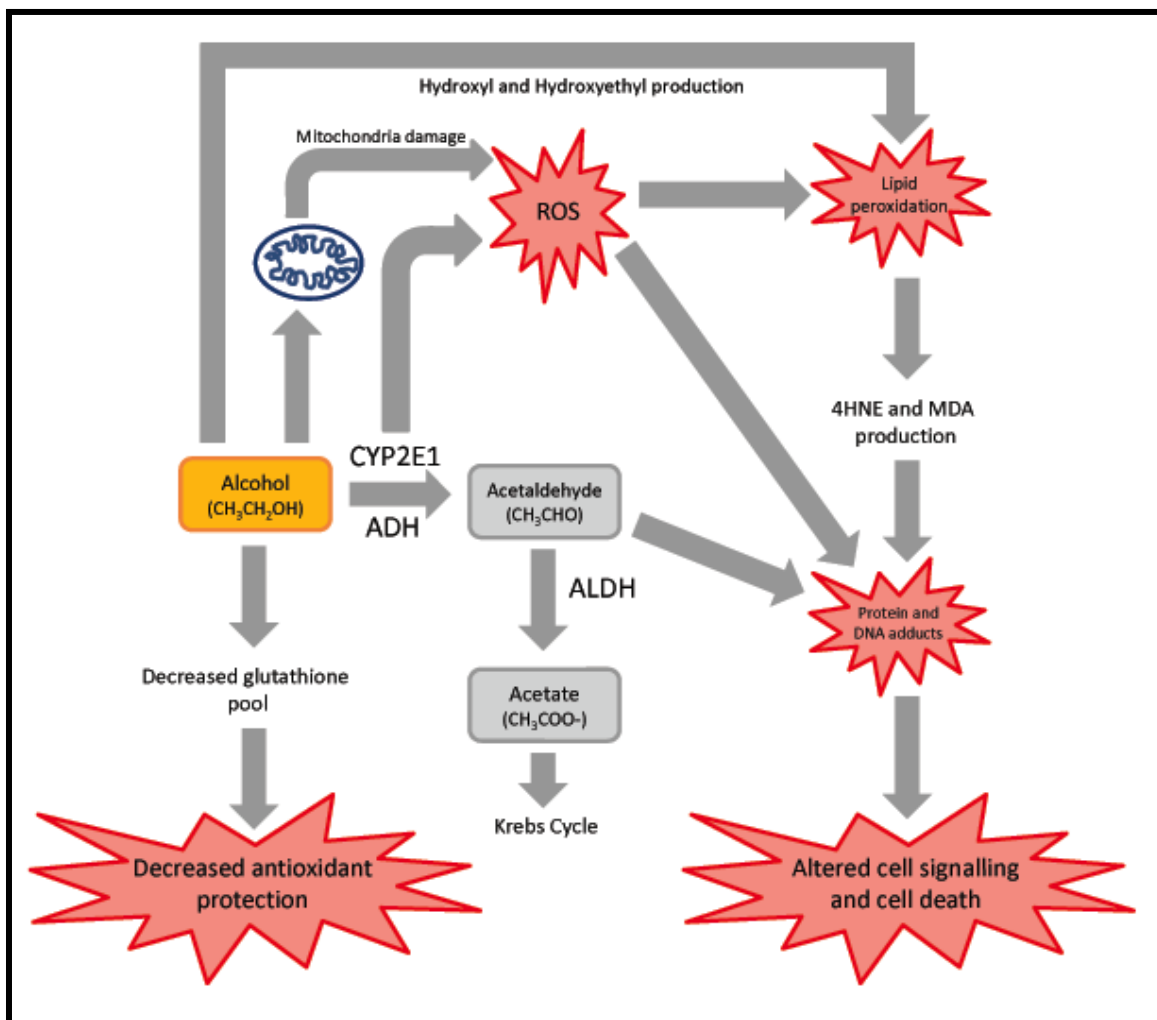 Hydroxyl and Hydroxyethyl production
Mitochondria damage
ROS
Lipid
peroxidation
4HNE and MDA
production
CYP2E1
Alcohol
(CH₃CH₂OH)
ADH
Acetaldehyde
(CH₃CHO)
ALDH
Protein and
DNA adducts
Decreased glutathione
pool
Acetate
(CH₃COO-)
Krebs Cycle
Decreased antioxidant
protection
Altered cell signalling
and cell death